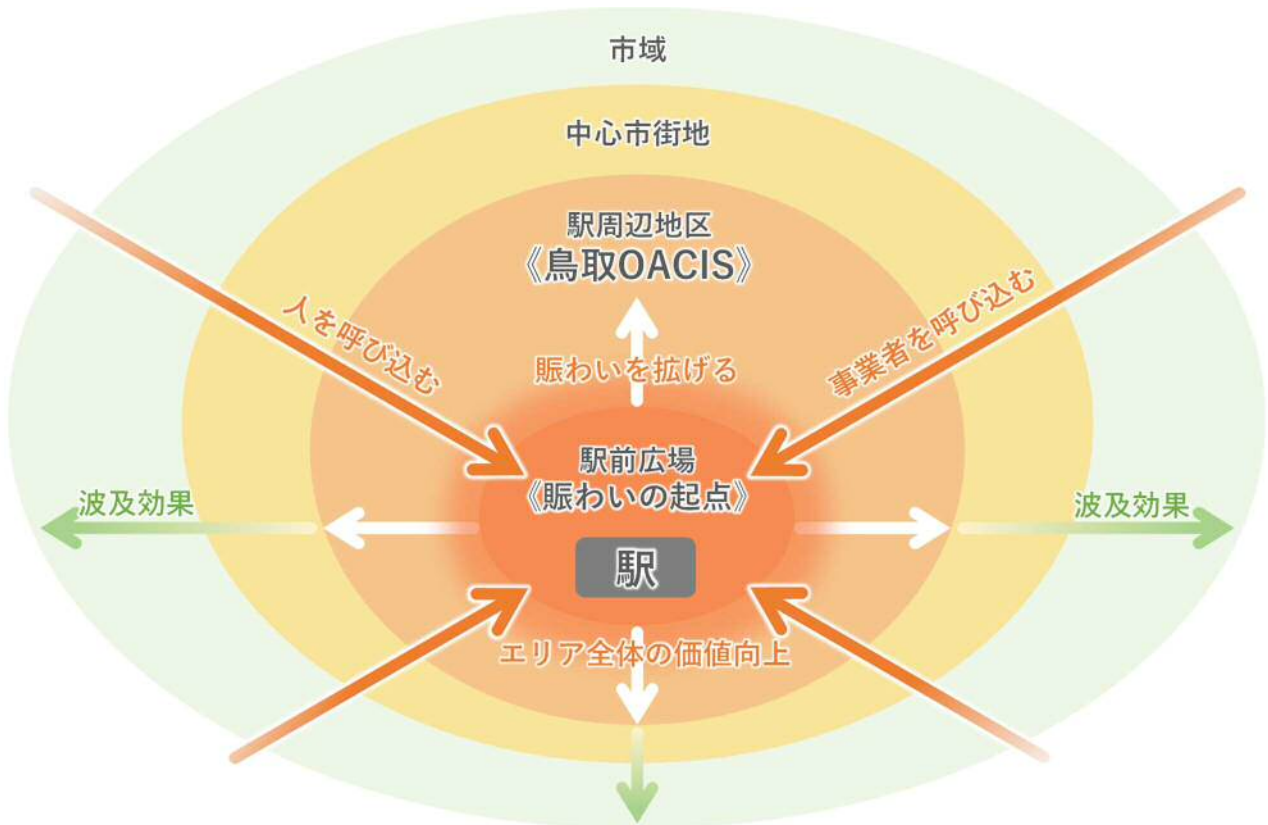 市域
中心市街地
駅周辺地区
《鳥取OACIS》
人を呼び込む
事業者を呼び込む
賑わいを拡げる
駅前広場
《賑わいの起点》
波及効果
波及効果
駅
エリア全体の価値向上